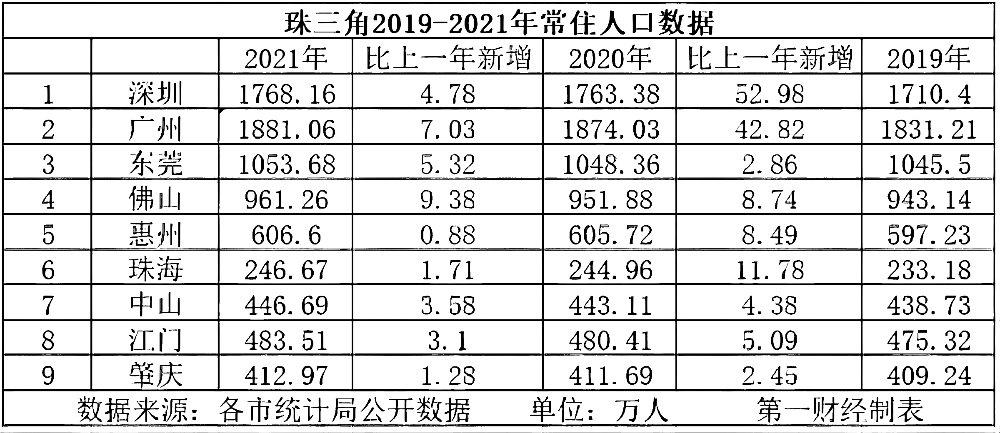 珠三角2019-2021年常住人口数据
2021年 比上一年新增 2020年 比上一年新增 2019年
1 深圳 1768.16 4.78 1763.38 52.98 1710.4
2 广州 1881.06 7.03 1874.03 42.82 1831.21
3 东莞 1053.68 5.32 1048.36 2.86 1045.5
4 佛山 961.26 9.38 951.88 8.74 943.14
5 惠州 606.6 0.88 605.72 8.49 597.23
6 珠海 246.67 1.71 244.96 11.78 233.18
7 中山 446.69 3.58 443.11 4.38 438.73
8 江门 483.51 3.1 480.41 5.09 475.32
9 肇庆 412.97 1.28 411.69 2.45 409.24
数据来源：各市统计局公开数据 单位：万人 第一财经制表